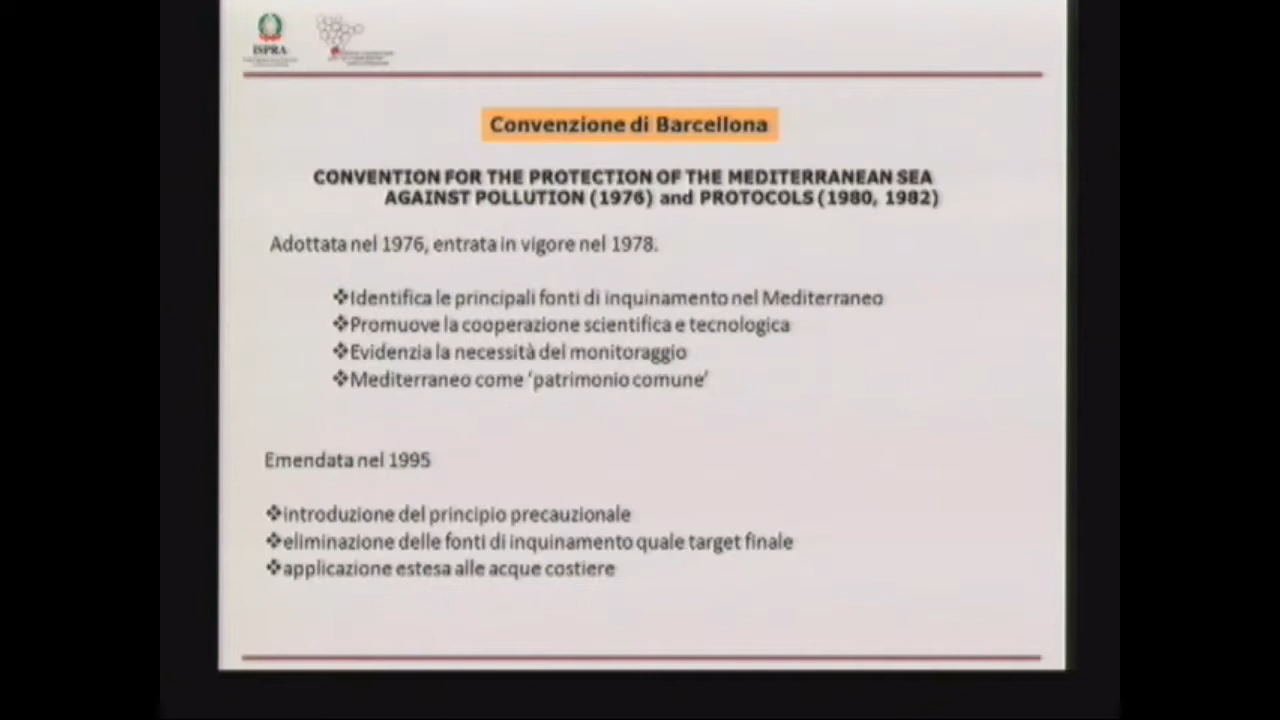 ISPRA
Convenzione di Barcellona
CONVENTION FOR THE PROTECTION OF THE MEDITERRANEAN SEA
AGAINST POLLUTION (1976) and PROTOCOLS (1980, 1982)
Adottata nel 1976, entrata in vigore nel 1978.
❖Identifica le principali fonti di inquinamento nel Mediterraneo
❖Promuove la cooperazione scientifica e tecnologica
❖Evidenzia la necessità del monitoraggio
❖Mediterraneo come ‘patrimonio comune’
Emendata nel 1995
❖introduzione del principio precauzionale
❖eliminazione delle fonti di inquinamento quale target finale
❖applicazione estesa alle acque costiere